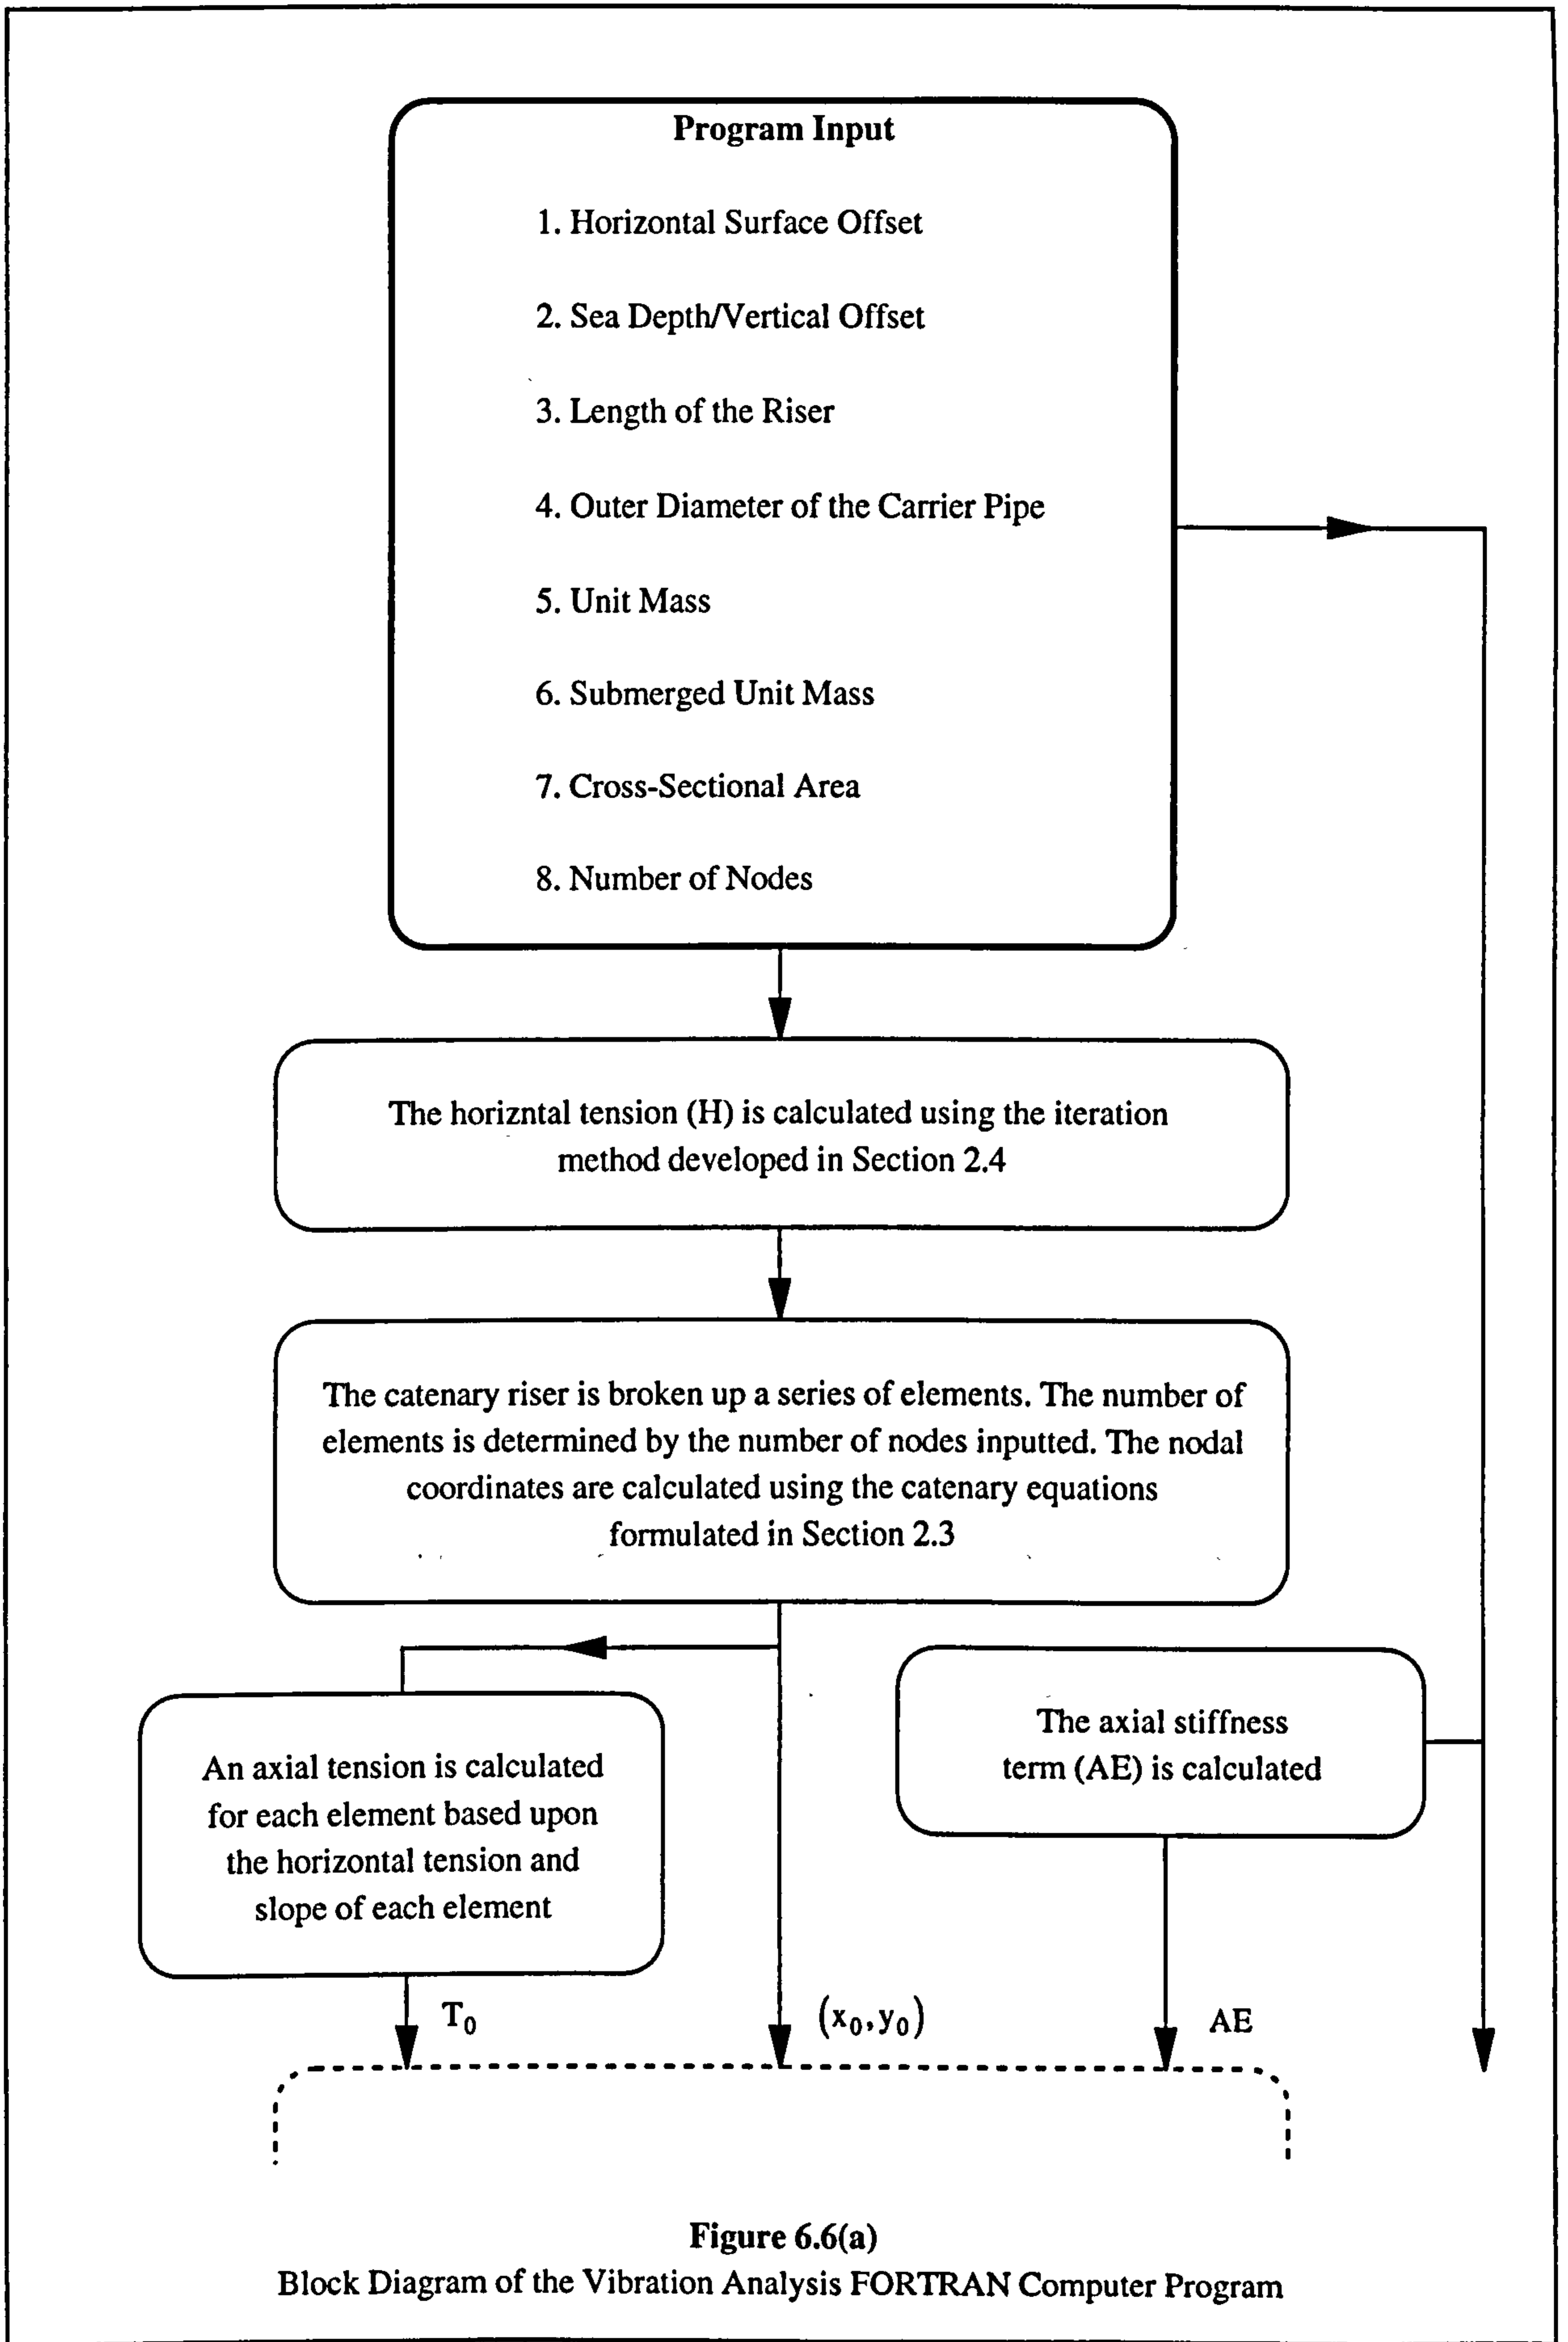 Program Input
1. Horizontal Surface Offset
2. Sea Depth/Vertical Offset
3. Length of the Riser
4. Outer Diameter of the Carrier Pipe
5. Unit Mass
6. Submerged Unit Mass
7. Cross-Sectional Area
8. Number of Nodes
The horizntal tension (H) is calculated using the iteration
method developed in Section 2.4
The catenary riser is broken up a series of elements. The number of
elements is determined by the number of nodes inputted. The nodal
coordinates are calculated using the catenary equations
formulated in Section 2.3
An axial tension is calculated
for each element based upon
the horizontal tension and
slope of each element
The axial stiffness
term (AE) is calculated
T₀
(x₀,y₀)
AE
Figure 6.6(a)
Block Diagram of the Vibration Analysis FORTRAN Computer Program